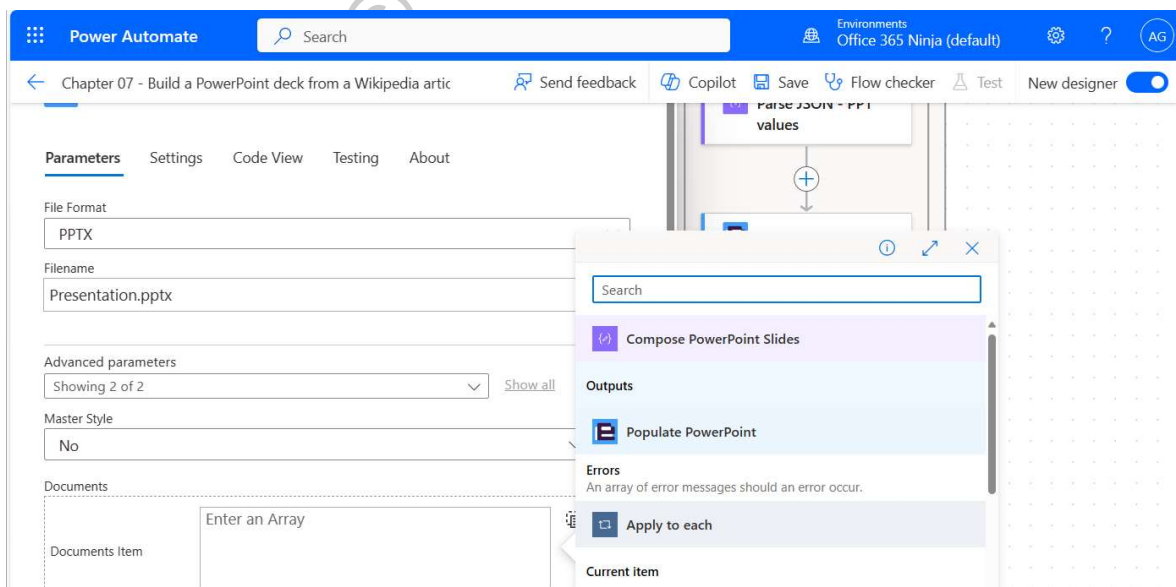 Power Automate
Search
Environments
Office 365 Ninja (default)
?
AG
Chapter 07 - Build a PowerPoint deck from a Wikipedia artic
Send feedback
Copilot
Save
Flow checker
Test
New designer
Parse JSON - PPT
values
Parameters
Settings
Code View
Testing
About
File Format
PPTX
Filename
Presentation.pptx
Advanced parameters
Showing 2 of 2
Show all
Master Style
No
Documents
Documents Item
Enter an Array
Search
Compose PowerPoint Slides
Outputs
Populate PowerPoint
Errors
An array of error messages should an error occur.
Apply to each
Current item